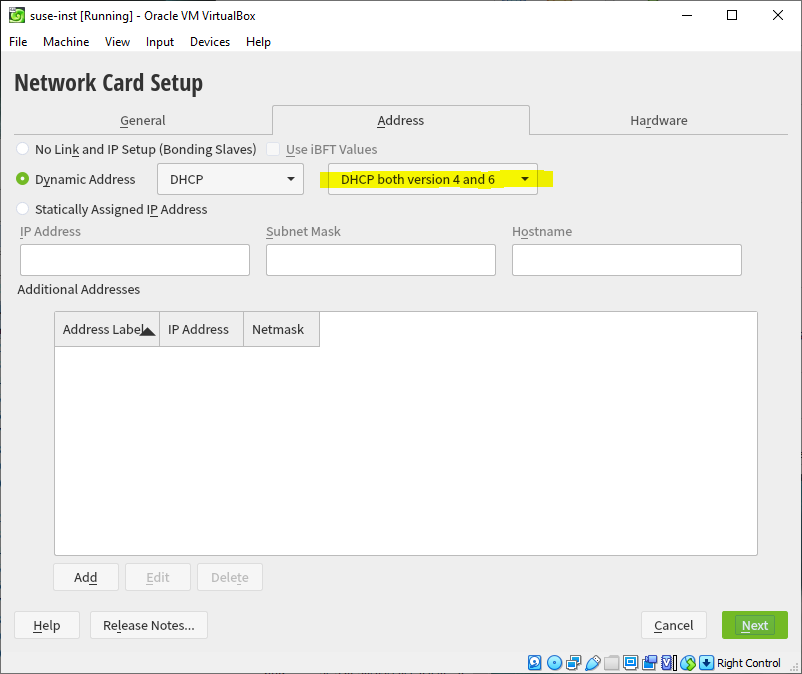 suse-inst [Running] - Oracle VM VirtualBox
File Machine View Input Devices Help
Network Card Setup
General Address Hardware
No Link and IP Setup (Bonding Slaves) Use iBFT Values
Dynamic Address DHCP DHCP both version 4 and 6
Statically Assigned IP Address
IP Address Subnet Mask Hostname
Additional Addresses
Address Label IP Address Netmask
Add Edit Delete
Help Release Notes... Cancel Next
Right Control